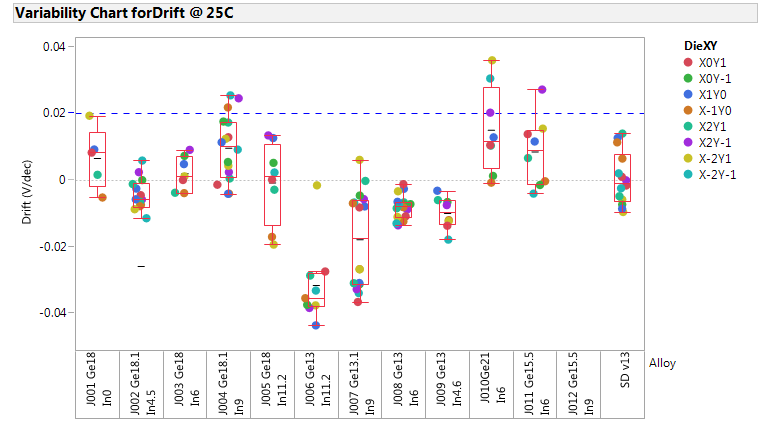 Variability Chart forDrift @ 25C
Drift (V/dec)
0.04
0.02
0
-0.02
-0.04
J001 Ge18
In0
J002 Ge18.1
In4.5
J003 Ge18
In6
J004 Ge18.1
In9
J005 Ge18
In11.2
J006 Ge13
In11.2
J007 Ge13.1
In9
J008 Ge13
In6
J009 Ge13
In4.6
J010Ge21
In6
J011 Ge15.5
In6
J012 Ge15.5
In9
SD v13
Alloy
DieXY
X0Y1
X0Y-1
X1Y0
X-1Y0
X2Y1
X2Y-1
X-2Y1
X-2Y-1